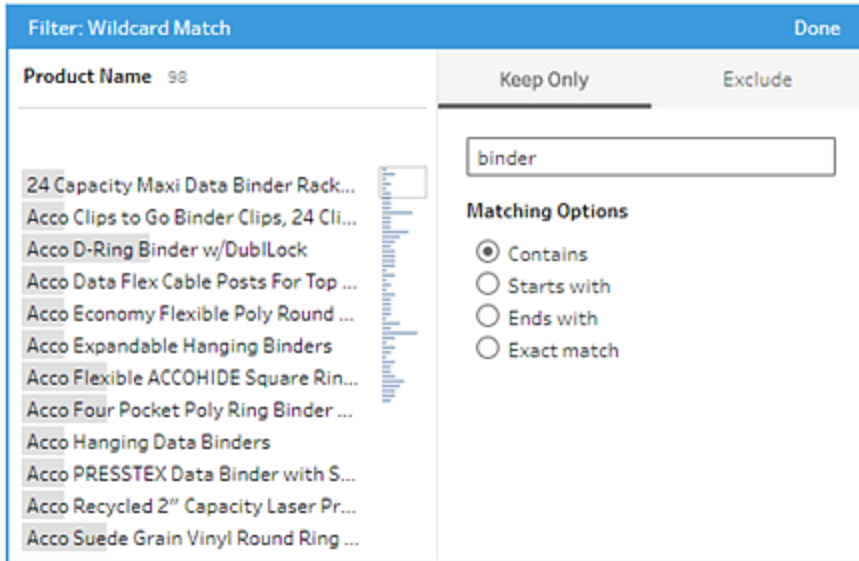 Filter: Wildcard Match Done
Product Name 98
Keep Only Exclude
binder
24 Capacity Maxi Data Binder Rack...
Acco Clips to Go Binder Clips, 24 Cli...
Acco D-Ring Binder w/DublLock
Acco Data Flex Cable Posts For Top ...
Acco Economy Flexible Poly Round ...
Acco Expandable Hanging Binders
Acco Flexible ACCOHIDE Square Rin...
Acco Four Pocket Poly Ring Binder ...
Acco Hanging Data Binders
Acco PRESSTEX Data Binder with S...
Acco Recycled 2” Capacity Laser Pr...
Acco Suede Grain Vinyl Round Ring ...
Matching Options
Contains
Starts with
Ends with
Exact match